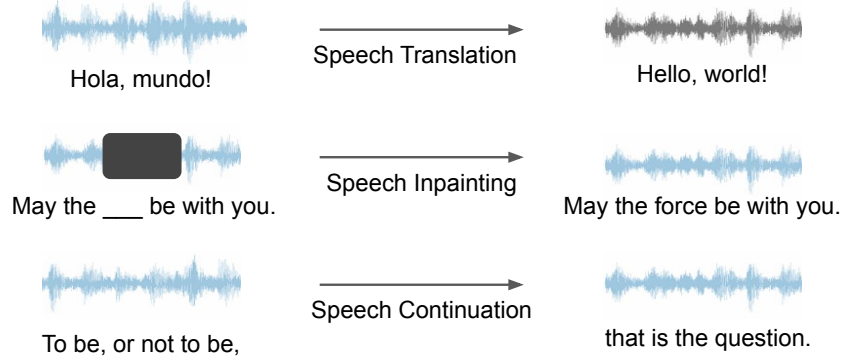 Hola, mundo!
Speech Translation
Hello, world!
May the ___ be with you.
Speech Inpainting
May the force be with you.
To be, or not to be,
Speech Continuation
that is the question.